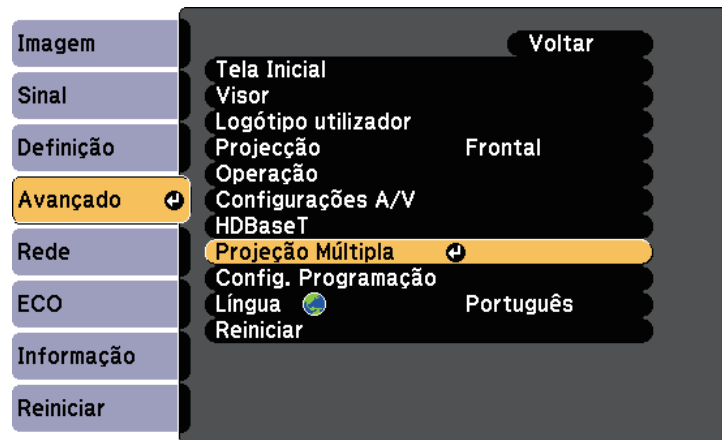 Imagem
Sinal
Definição
Avançado
Rede
ECO
Informação
Reiniciar
Voltar
Tela Inicial
Visor
Logótipo utilizador
Projecção Frontal
Operação
Configurações A/V
HDBaseT
Projeção Múltipla
Config. Programação
Língua Português
Reiniciar